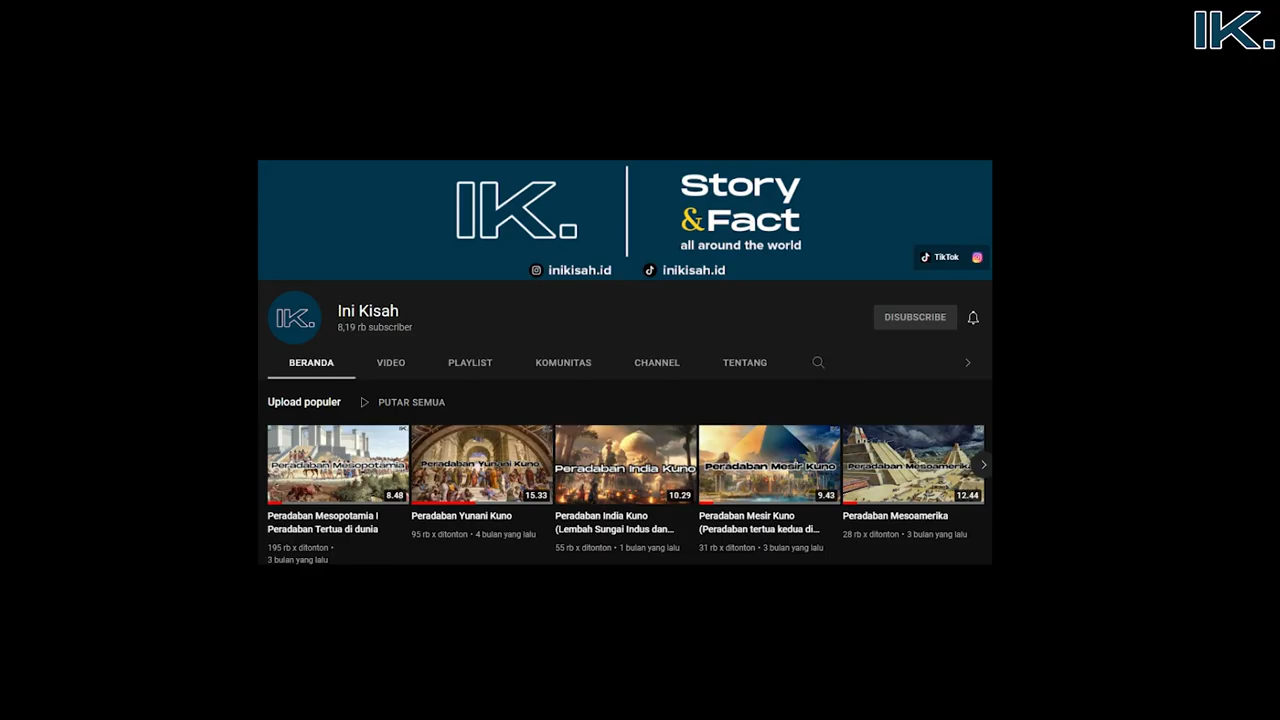 IK.
IK.
Story
&Fact
all around the world
inikisah.id
inikisah.id
TikTok
IK.
Ini Kisah
8,19 rb subscriber
DISUBSCRIBE
BERANDA
VIDEO
PLAYLIST
KOMUNITAS
CHANNEL
TENTANG
Upload populer
PUTAR SEMUA
Peradaban Mesopotamia
8.48
Peradaban Yunani Kuno
15.33
Peradaban India Kuno
10.29
Peradaban Mesir Kuno
9.43
Peradaban Mesoamerika
12.44
Peradaban Mesopotamia I
Peradaban Tertua di dunia
195 rb x ditonton •
3 bulan yang lalu
Peradaban Yunani Kuno
95 rb x ditonton • 4 bulan yang lalu
Peradaban India Kuno
(Lembah Sungai Indus dan...
55 rb x ditonton • 1 bulan yang lalu
Peradaban Mesir Kuno
(Peradaban tertua kedua di...
31 rb x ditonton • 3 bulan yang lalu
Peradaban Mesoamerika
28 rb x ditonton • 3 bulan yang lalu